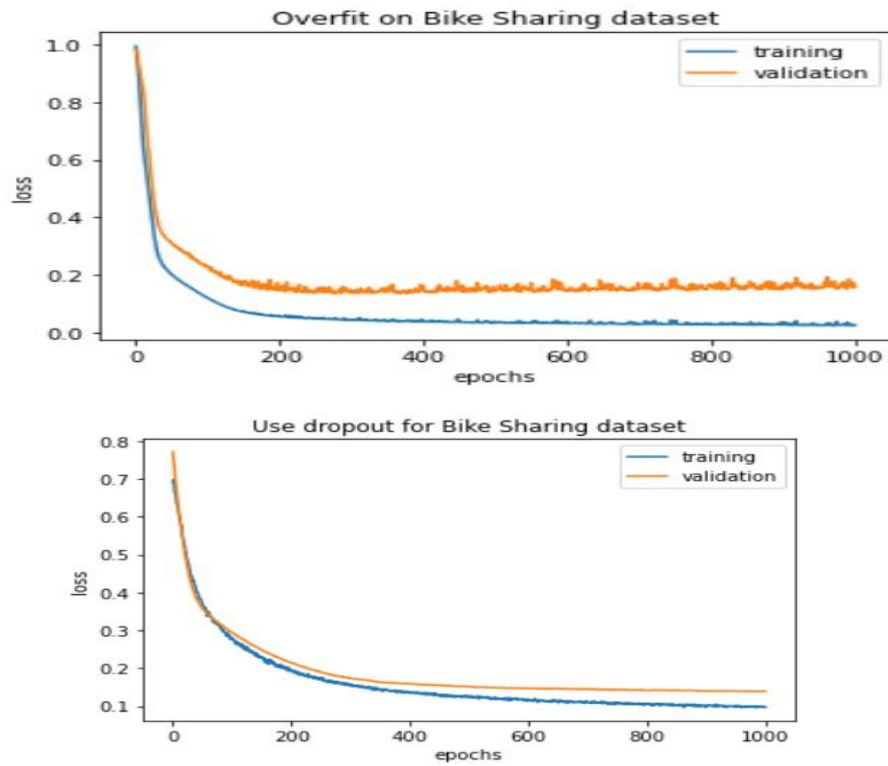 Overfit on Bike Sharing dataset
training
validation
1.0
0.8
0.6
0.4
0.2
0.0
loss
0
200
400
600
800
1000
epochs
Use dropout for Bike Sharing dataset
training
validation
0.8
0.7
0.6
0.5
0.4
0.3
0.2
0.1
loss
0
200
400
600
800
1000
epochs